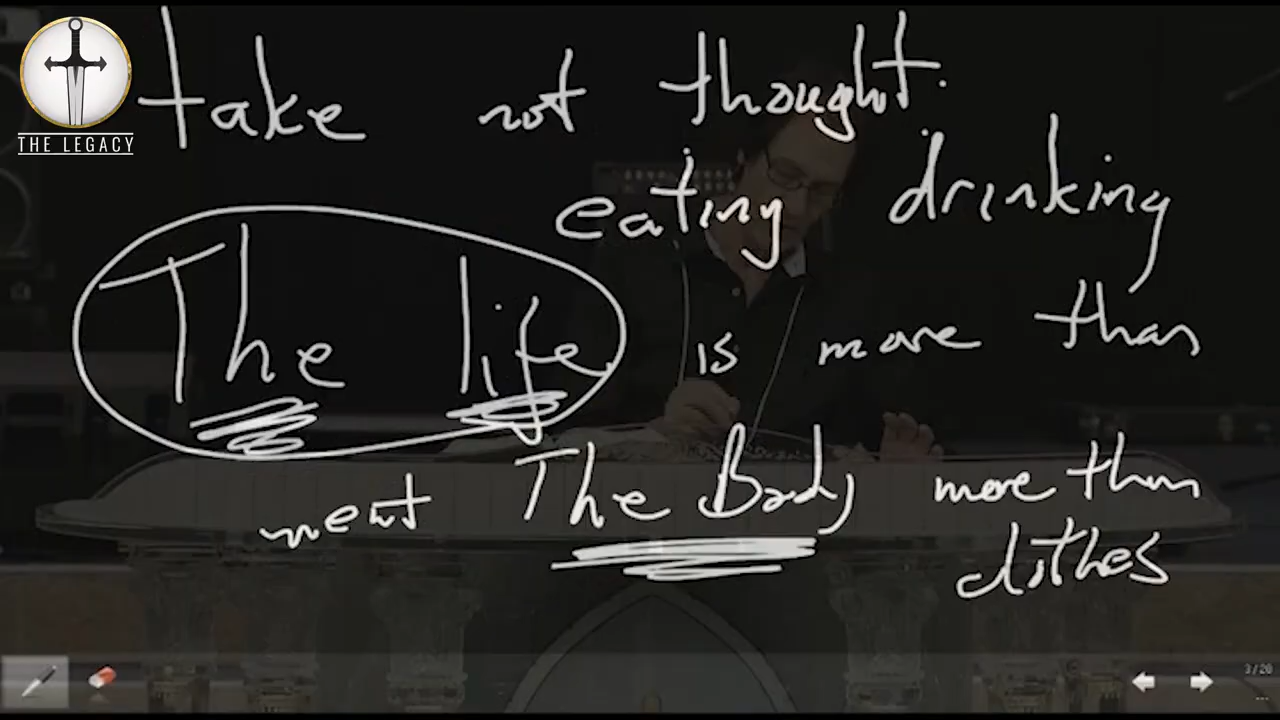 THE LEGACY
take not thought.
eating drinking
The life is more than
meat The Body more than
clothes
3/20